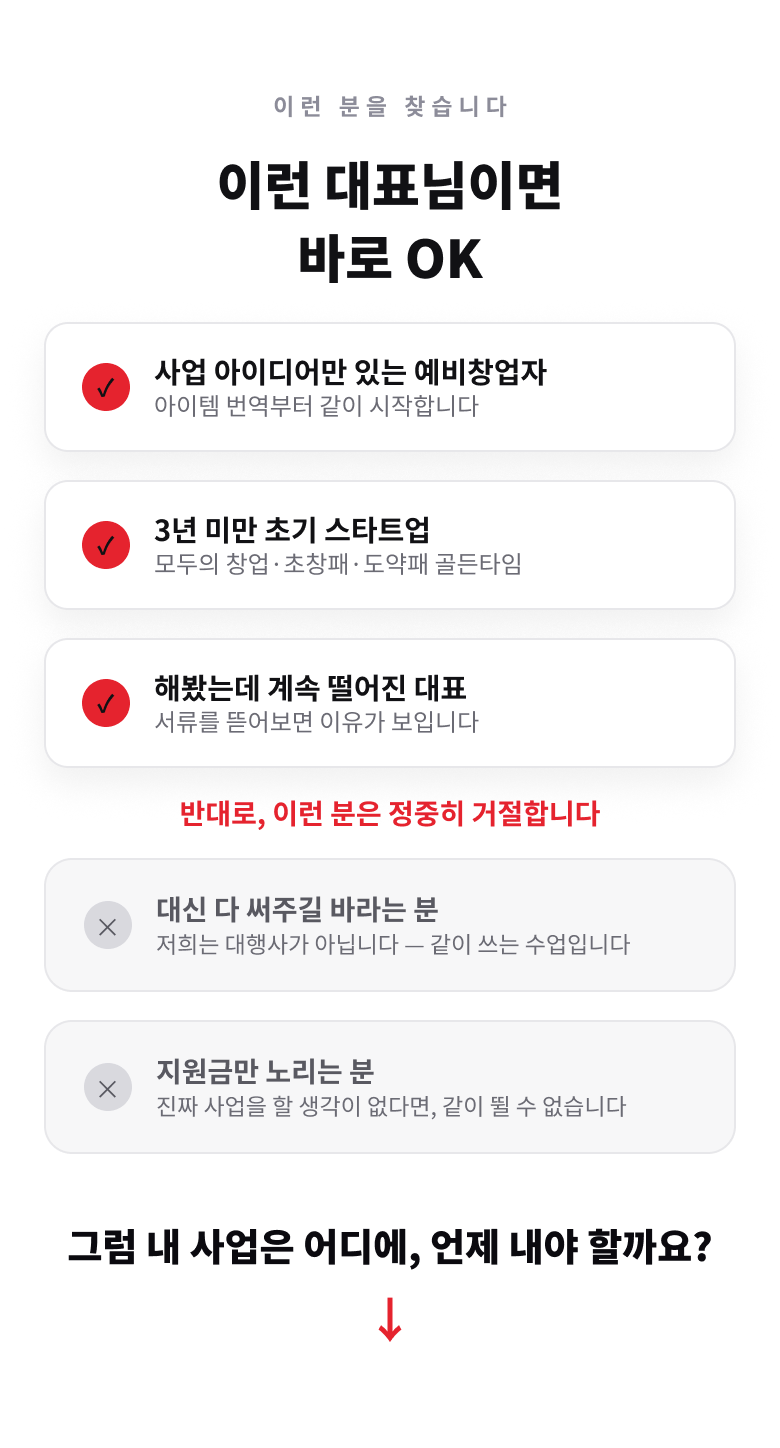 이런 분을 찾습니다
이런 대표님이면
바로 OK
✓
사업 아이디어만 있는 예비창업자
아이템 번역부터 같이 시작합니다
✓
3년 미만 초기 스타트업
모두의 창업·초창패·도약패 골든타임
✓
해봤는데 계속 떨어진 대표
서류를 뜯어보면 이유가 보입니다
반대로, 이런 분은 정중히 거절합니다
×
대신 다 써주길 바라는 분
저희는 대행사가 아닙니다 — 같이 쓰는 수업입니다
×
지원금만 노리는 분
진짜 사업을 할 생각이 없다면, 같이 뛸 수 없습니다
그럼 내 사업은 어디에, 언제 내야 할까요?
↓